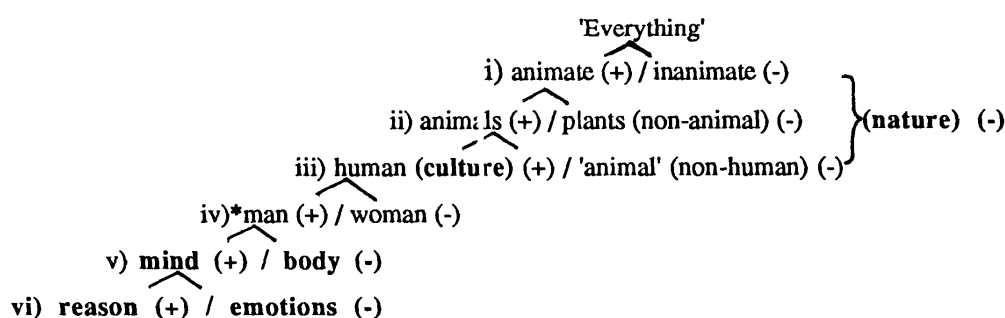 'Everything'
i) animate (+) / inanimate (-)
ii) animals (+) / plants (non-animal) (-)
(nature) (-)
iii) human (culture) (+) / 'animal' (non-human) (-)
iv)*man (+) / woman (-)
v) mind (+) / body (-)
vi) reason (+) / emotions (-)